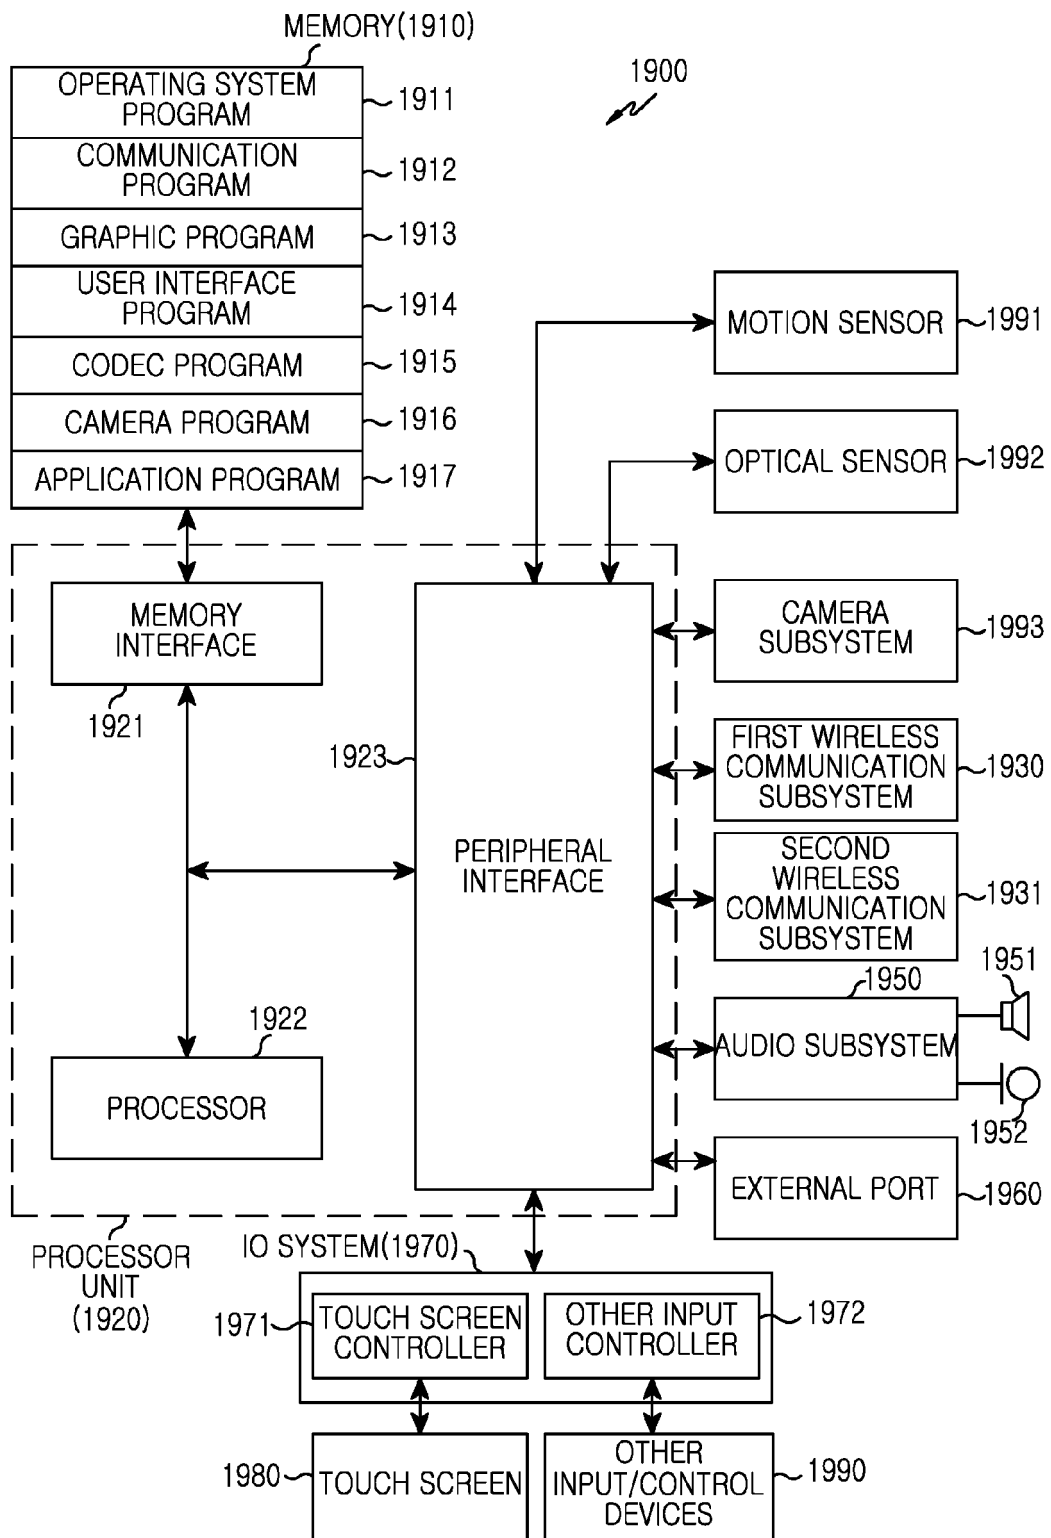 MEMORY(1910)
1900
OPERATING SYSTEM
PROGRAM
1911
COMMUNICATION
PROGRAM
1912
GRAPHIC PROGRAM
1913
USER INTERFACE
PROGRAM
1914
CODEC PROGRAM
1915
CAMERA PROGRAM
1916
APPLICATION PROGRAM
1917
MOTION SENSOR
1991
OPTICAL SENSOR
1992
MEMORY
INTERFACE
1921
CAMERA
SUBSYSTEM
1993
1923
FIRST WIRELESS
COMMUNICATION
SUBSYSTEM
1930
PERIPHERAL
INTERFACE
SECOND
WIRELESS
COMMUNICATION
SUBSYSTEM
1931
1950
1951
AUDIO SUBSYSTEM
1952
1922
PROCESSOR
EXTERNAL PORT
1960
PROCESSOR
UNIT
(1920)
IO SYSTEM(1970)
1971
TOUCH SCREEN
CONTROLLER
OTHER INPUT
CONTROLLER
1972
1980
TOUCH SCREEN
OTHER
INPUT/CONTROL
DEVICES
1990